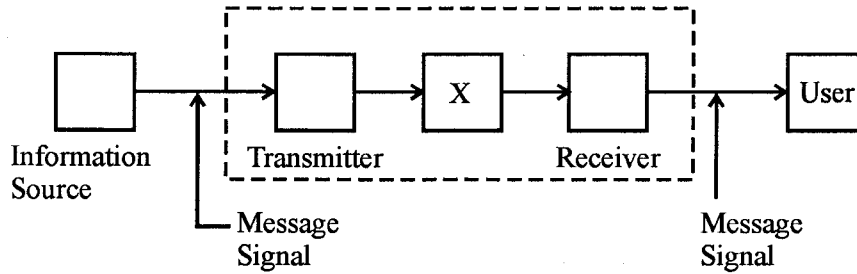 X
User
Information
Source
Transmitter
Receiver
Message
Signal
Message
Signal